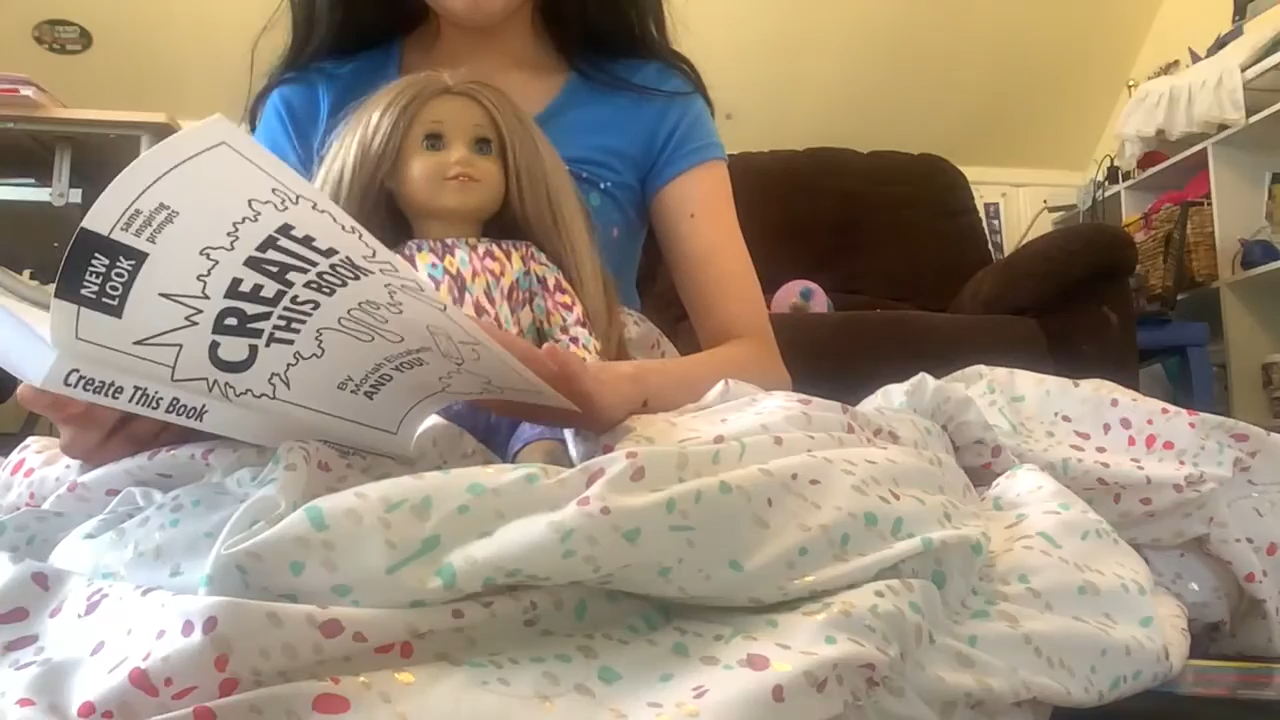 NEW
LOOK
same
inspiring
prompts
CREATE
THIS BOOK
By
Moriah Elizabeth
AND YOU!
Create This Book